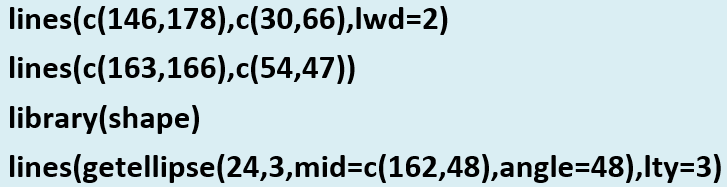 lines(c(146,178),c(30,66),lwd=2)
lines(c(163,166),c(54,47))
library(shape)
lines(getellipse(24,3,mid=c(162,48),angle=48),lty=3)